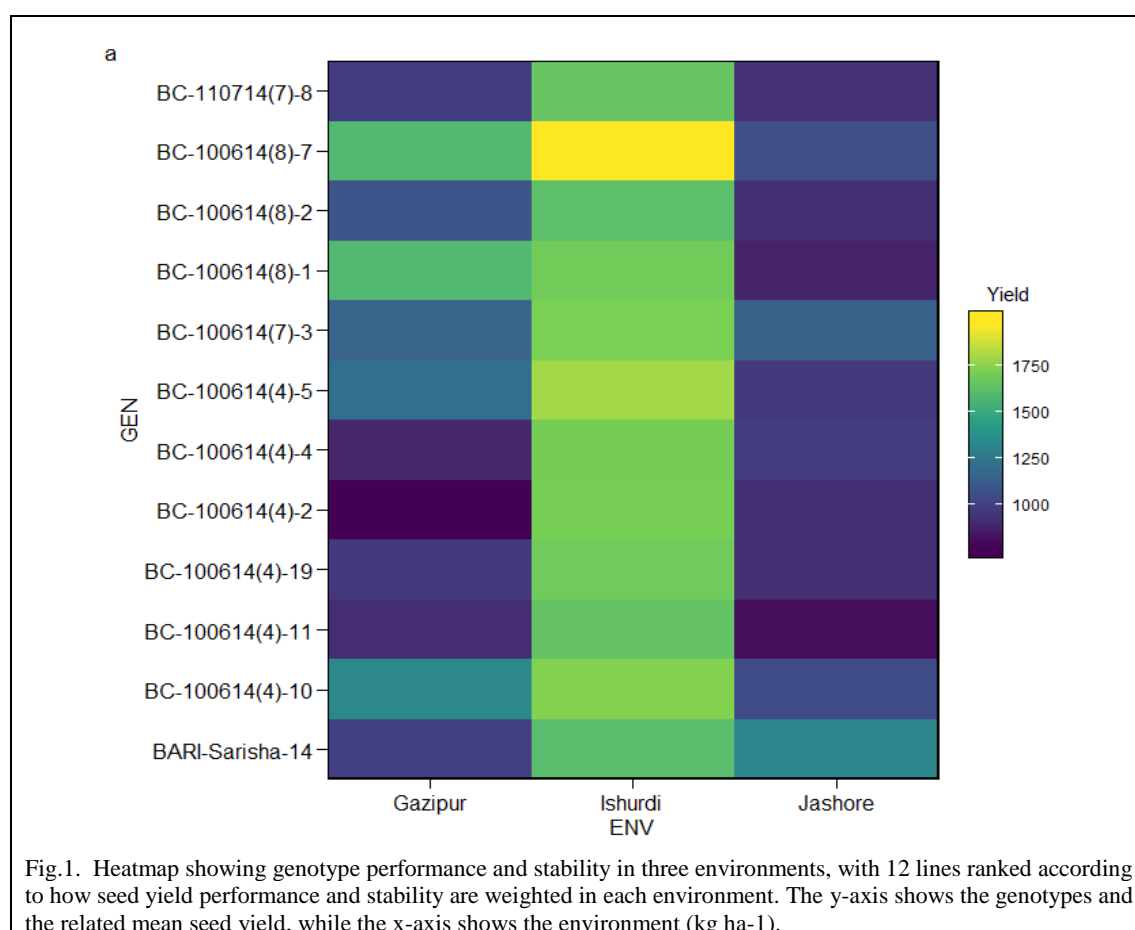 a
BC-110714(7)-8
BC-100614(8)-7
BC-100614(8)-2
BC-100614(8)-1
BC-100614(7)-3
BC-100614(4)-5
BC-100614(4)-4
BC-100614(4)-2
BC-100614(4)-19
BC-100614(4)-11
BC-100614(4)-10
BARI-Sarisha-14
GEN
Gazipur Ishurdi Jashore
ENV
Yield
1750
1500
1250
1000
Fig.1. Heatmap showing genotype performance and stability in three environments, with 12 lines ranked according
to how seed yield performance and stability are weighted in each environment. The y-axis shows the genotypes and
the related mean seed yield, while the x-axis shows the environment (kg ha-1).